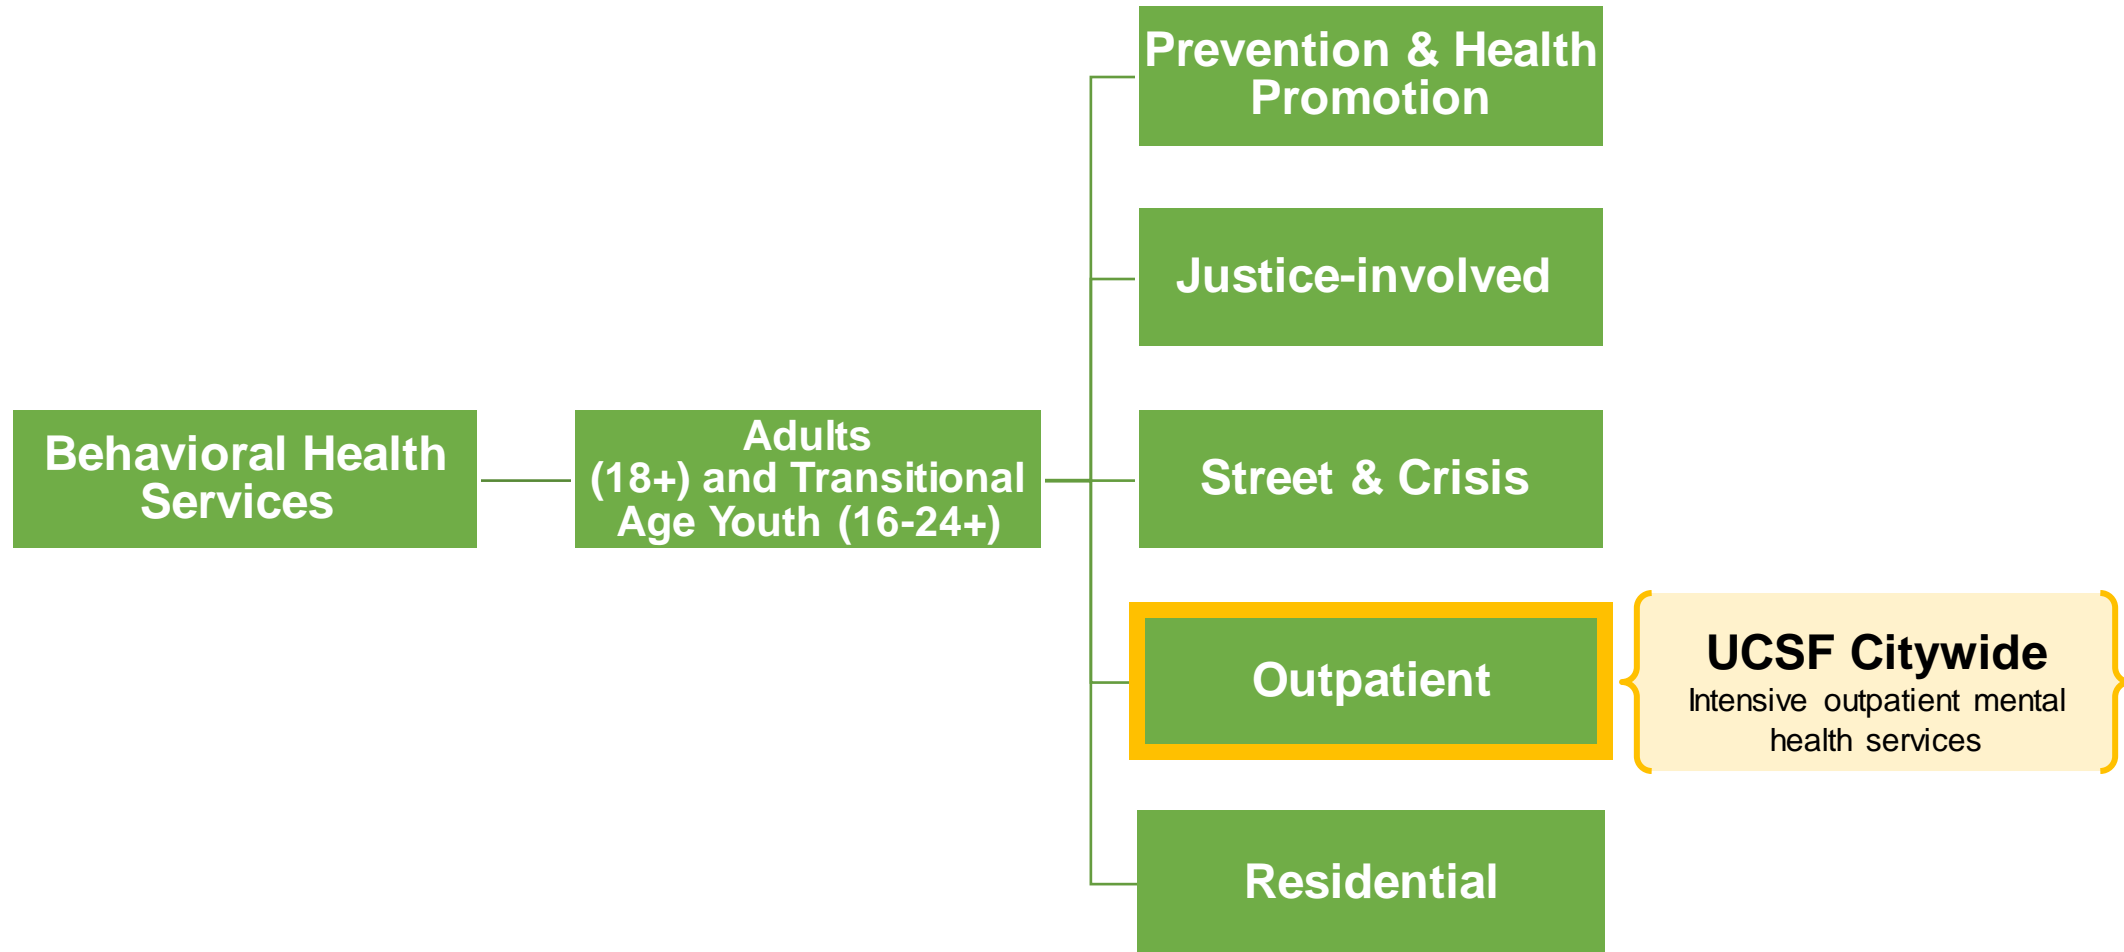 Prevention & Health
Promotion
Justice-involved
Behavioral Health
Services
Adults
(18+) and Transitional
Age Youth (16-24+)
Street & Crisis
Outpatient
UCSF Citywide
Intensive outpatient mental
health services
Residential